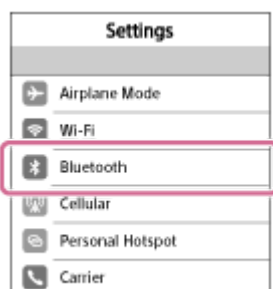 Settings
Airplane Mode
Wi-Fi
Bluetooth
Cellular
Personal Hotspot
Carrier